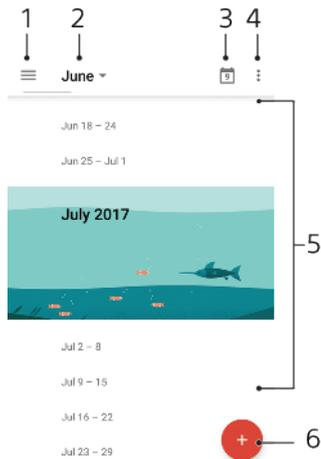 1 2 3 4
June 9
Jun 18 – 24
Jun 25 – Jul 1
July 2017
5
Jul 2 – 8
Jul 9 – 15
Jul 16 – 22
6
Jul 23 – 29